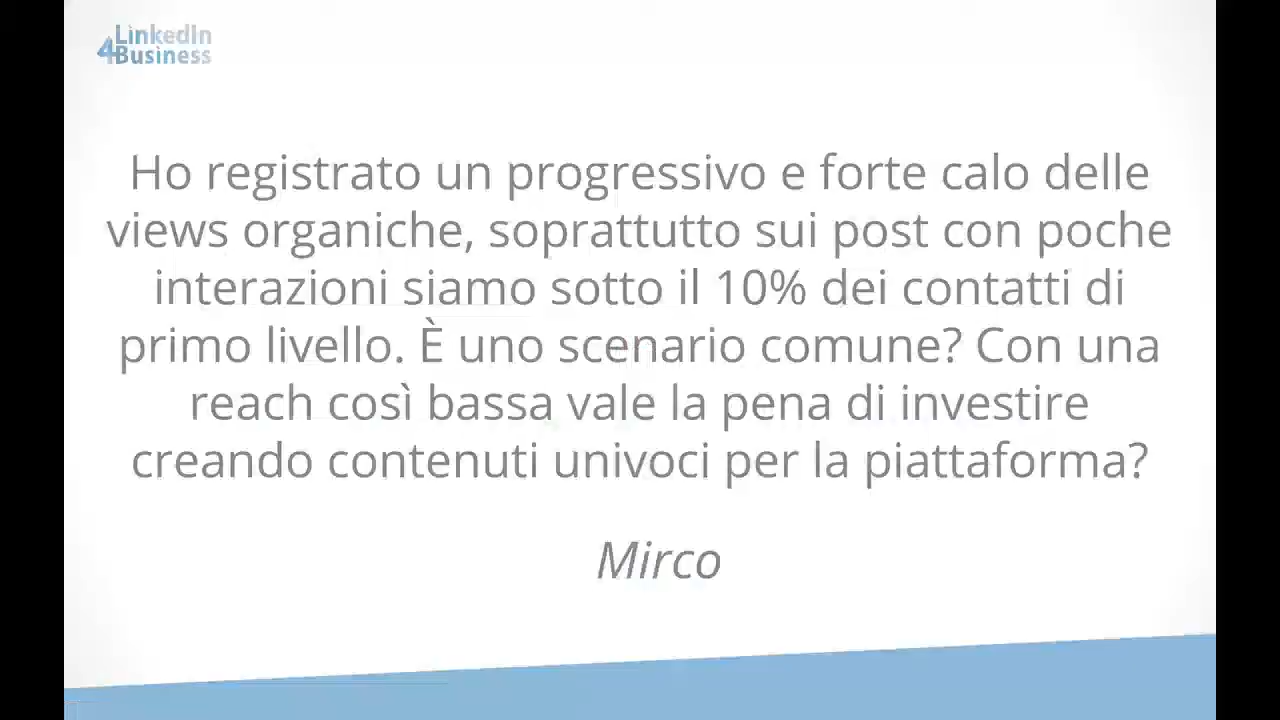 LinkedIn
4Business
Ho registrato un progressivo e forte calo delle
views organiche, soprattutto sui post con poche
interazioni siamo sotto il 10% dei contatti di
primo livello. È uno scenario comune? Con una
reach così bassa vale la pena di investire
creando contenuti univoci per la piattaforma?
Mirco